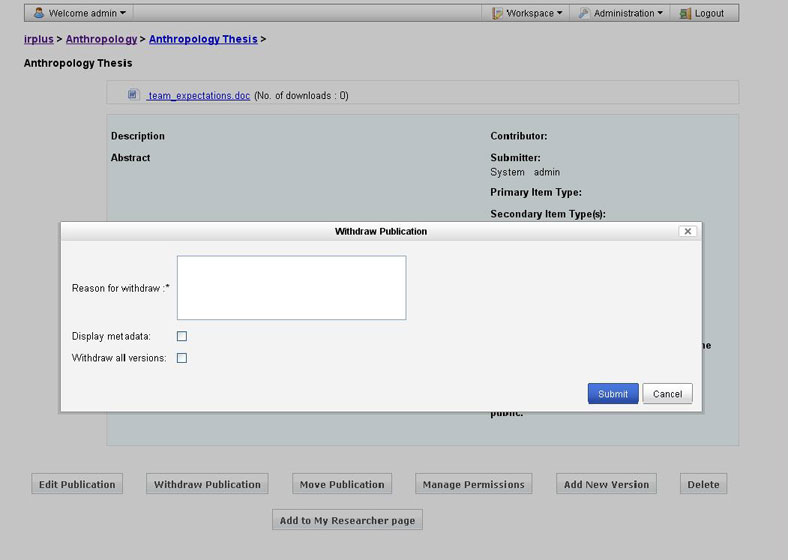 Welcome admin
Workspace
Administration
Logout
irplus > Anthropology > Anthropology Thesis >
Anthropology Thesis
team_expectations.doc (No. of downloads : 0)
Description
Contributor:
Abstract
Submitter:
System admin
Primary Item Type:
Secondary Item Type(s):
Withdraw Publication
Reason for withdraw :*
Display metadata:
Withdraw all versions:
Submit
Cancel
public.
Edit Publication
Withdraw Publication
Move Publication
Manage Permissions
Add New Version
Delete
Add to My Researcher page